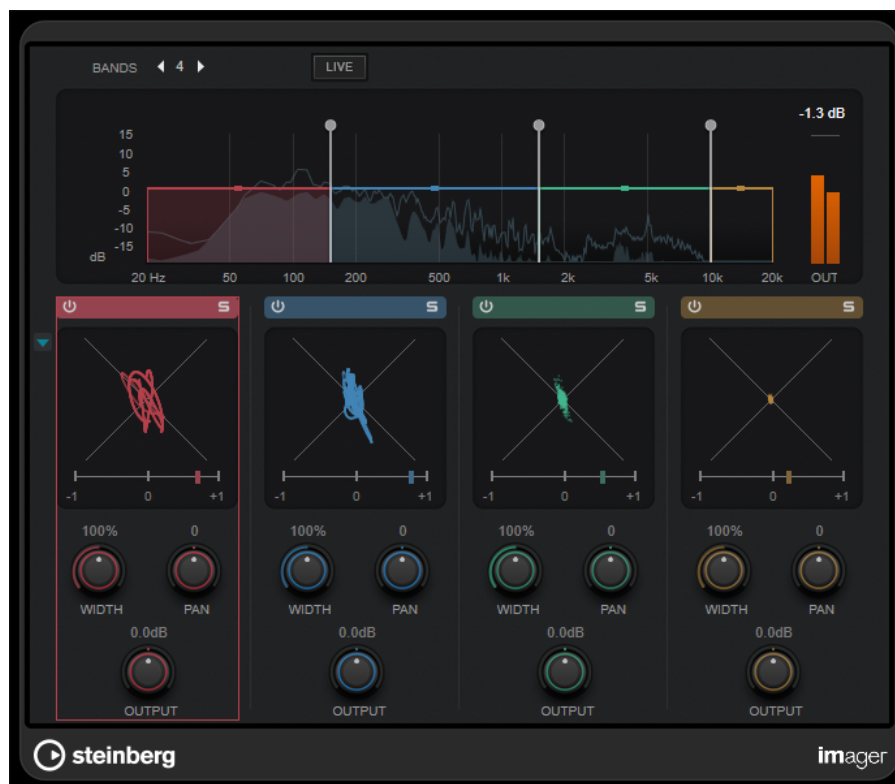 BANDS 4 LIVE
-1.3 dB
15
10
5
0
-5
-10
-15
dB
20 Hz 50 100 200 500 1k 2k 5k 10k 20k OUT
S S S S
-1 0 +1 -1 0 +1 -1 0 +1 -1 0 +1
100% 0 100% 0 100% 0 100% 0
WIDTH PAN WIDTH PAN WIDTH PAN WIDTH PAN
0.0dB 0.0dB 0.0dB 0.0dB
OUTPUT OUTPUT OUTPUT OUTPUT
steinberg imager